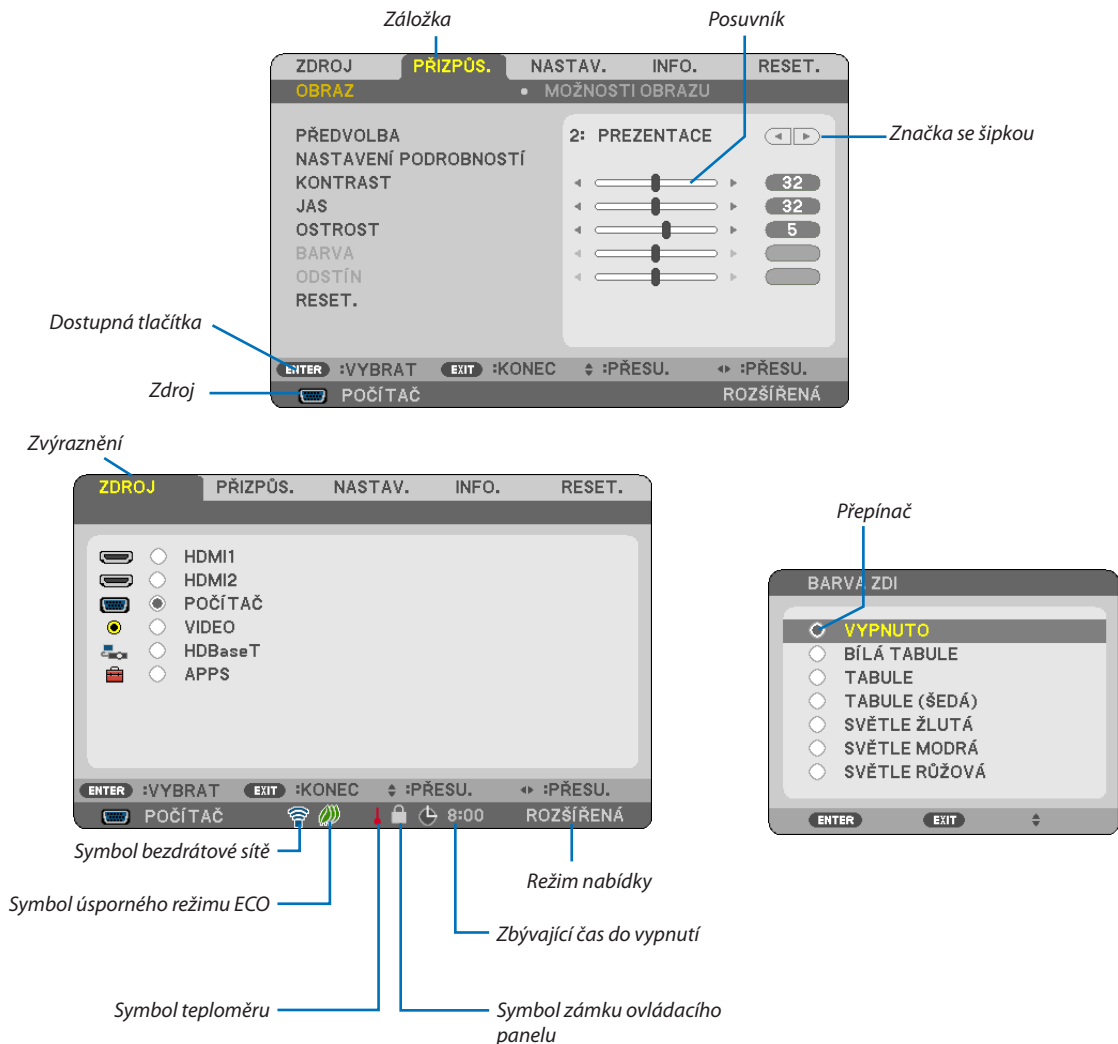 Záložka
Posuvník
ZDROJ PŘIZPŮS. NASTAV. INFO. RESET.
OBRAZ • MOŽNOSTI OBRAZU
PŘEDVOLBA 2: PREZENTACE
Značka se šipkou
NASTAVENÍ PODROBNOSTÍ
KONTRAST 32
JAS 32
OSTROST 5
BARVA
ODSTÍN
RESET.
Dostupná tlačítka
ENTER :VYBRAT EXIT :KONEC :PŘESU. :PŘESU.
Zdroj
POČÍTAČ ROZŠÍŘENÁ
Zvýraznění
ZDROJ PŘIZPŮS. NASTAV. INFO. RESET.
HDMI1
HDMI2
POČÍTAČ
VIDEO
HDBaseT
APPS
ENTER :VYBRAT EXIT :KONEC :PŘESU. :PŘESU.
POČÍTAČ 8:00 ROZŠÍŘENÁ
Přepínač
BARVA ZDI
VYPNUTO
BÍLÁ TABULE
TABULE
TABULE (ŠEDÁ)
SVĚTLE ŽLUTÁ
SVĚTLE MODRÁ
SVĚTLE RŮŽOVÁ
ENTER EXIT
Symbol bezdrátové sítě
Režim nabídky
Symbol úsporného režimu ECO
Zbývající čas do vypnutí
Symbol teploměru
Symbol zámku ovládacího
panelu